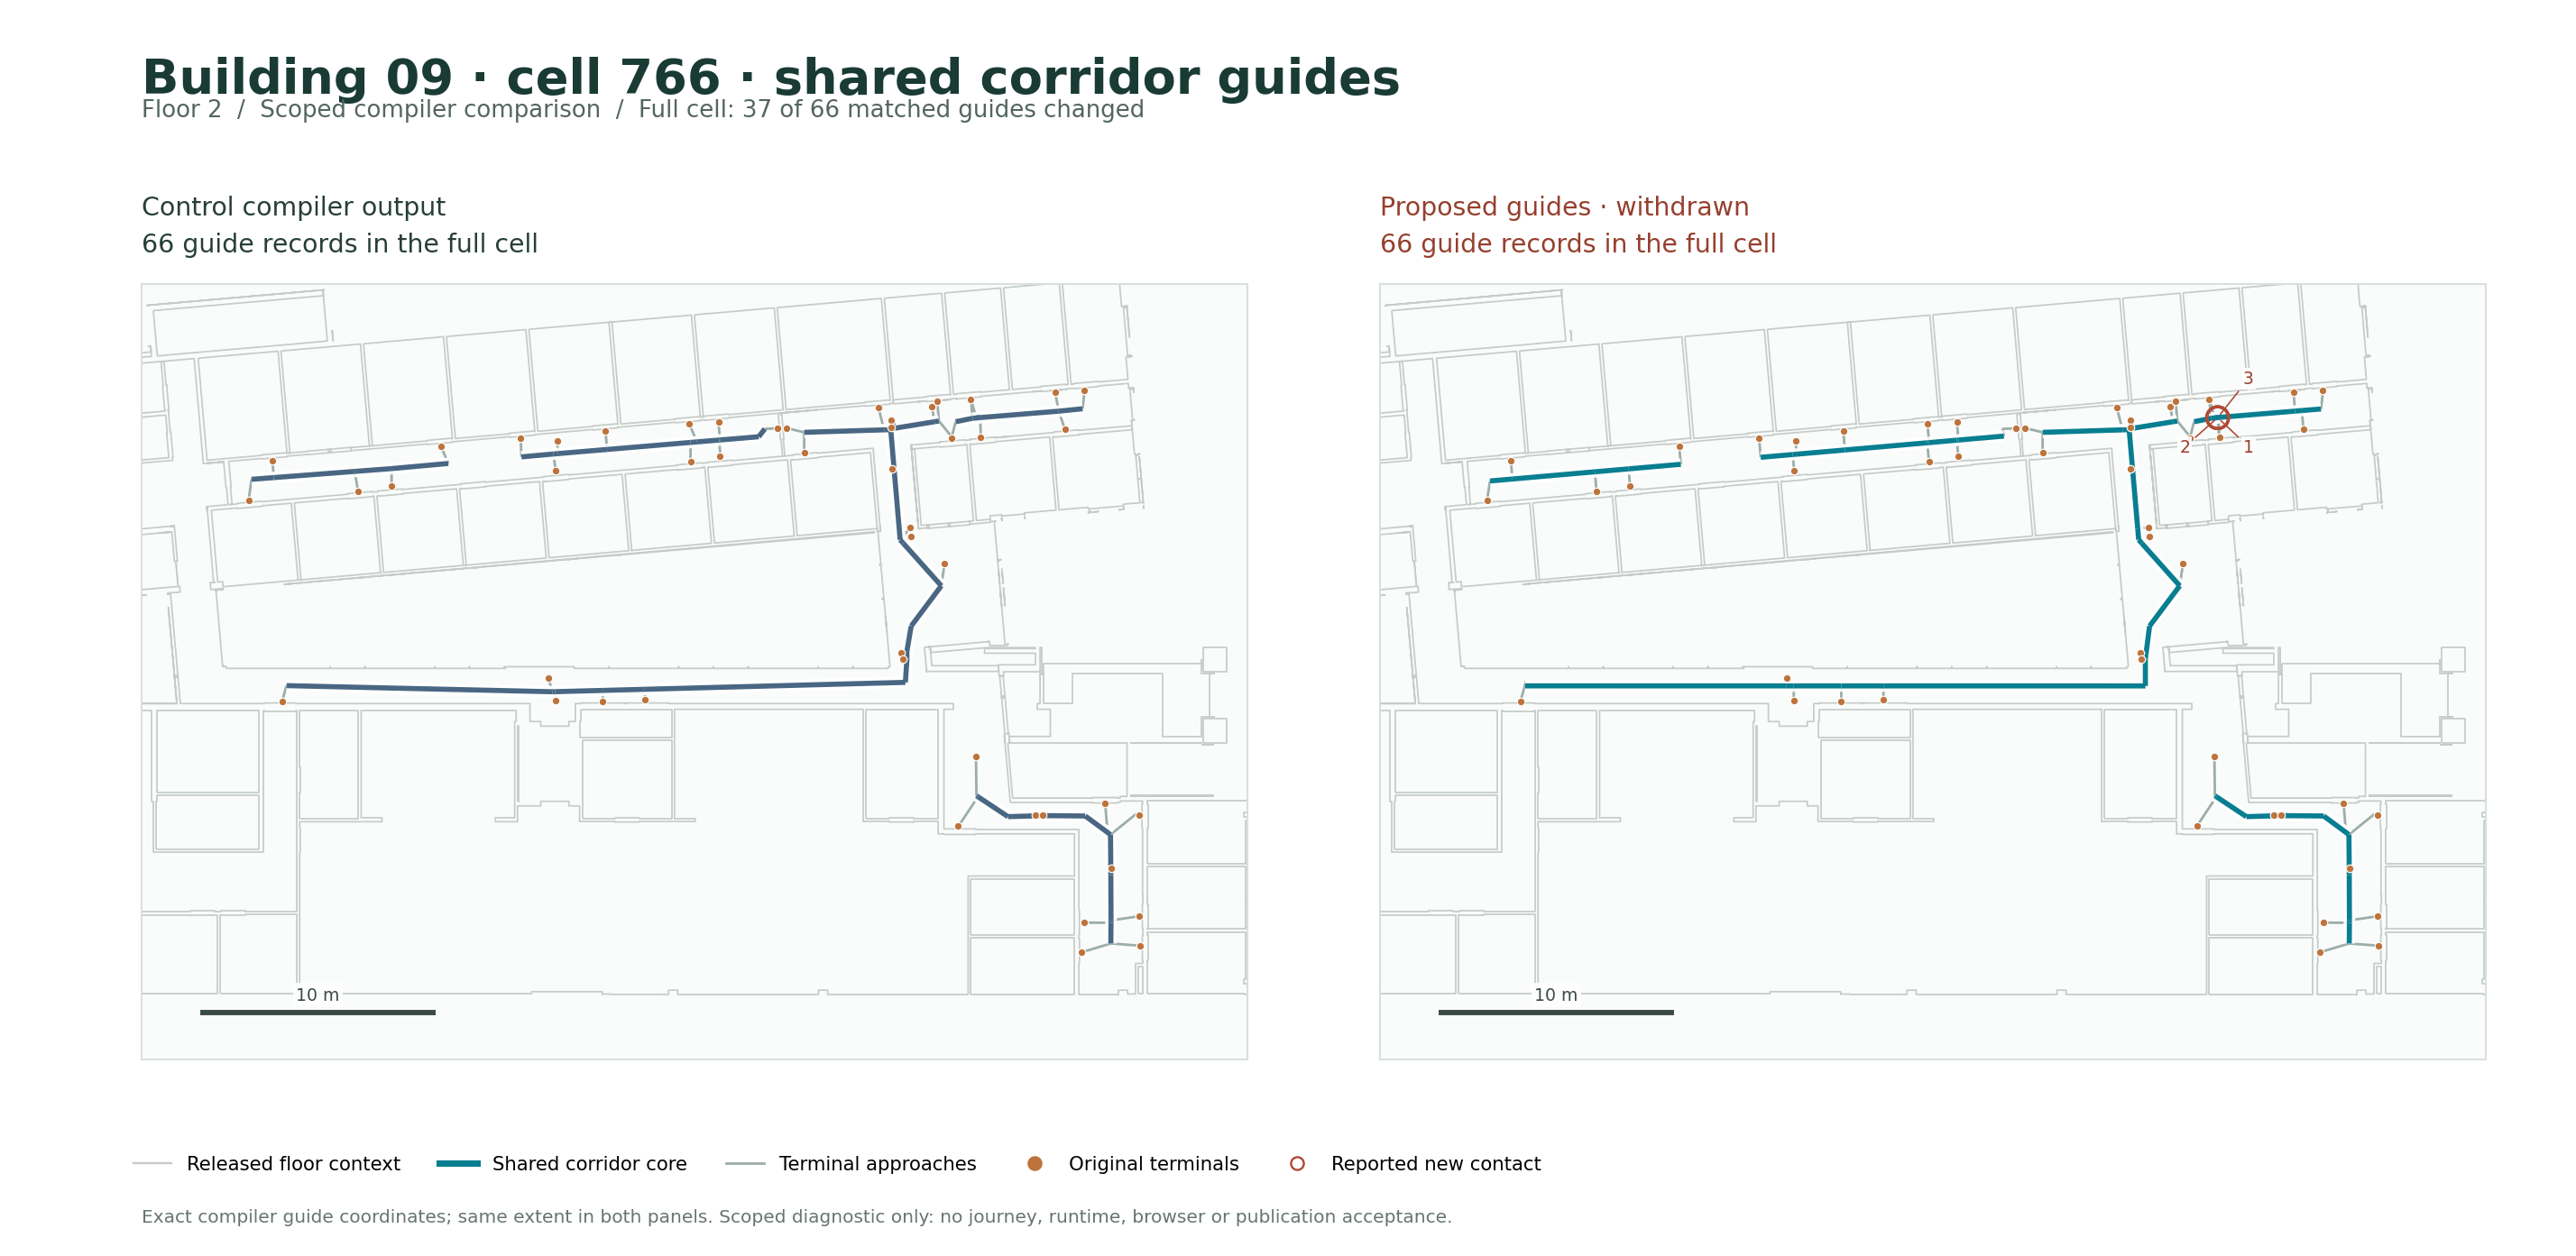 Building 09 · cell 766 · shared corridor guides
Floor 2 / Scoped compiler comparison / Full cell: 37 of 66 matched guides changed
Control compiler output
66 guide records in the full cell
Proposed guides · withdrawn
66 guide records in the full cell
3
2
1
10 m
10 m
Released floor context
Shared corridor core
Terminal approaches
Original terminals
Reported new contact
Exact compiler guide coordinates; same extent in both panels. Scoped diagnostic only: no journey, runtime, browser or publication acceptance.